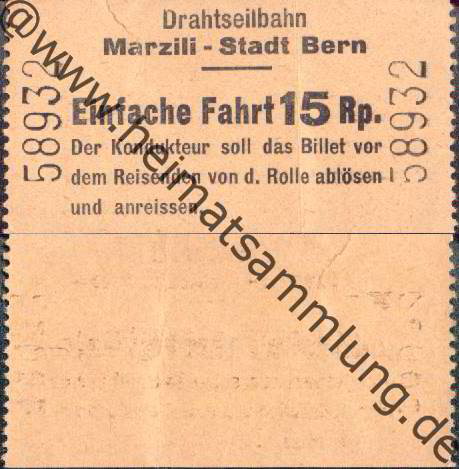 Drahtseilbahn
Marzili - Stadt Bern
Einfache Fahrt 15 Rp.
Der Kondukteur soll das Billet vor
dem Reisenden von d. Rolle ablösen
und anreissen
58932
58932
@www.heimatsammlung.de